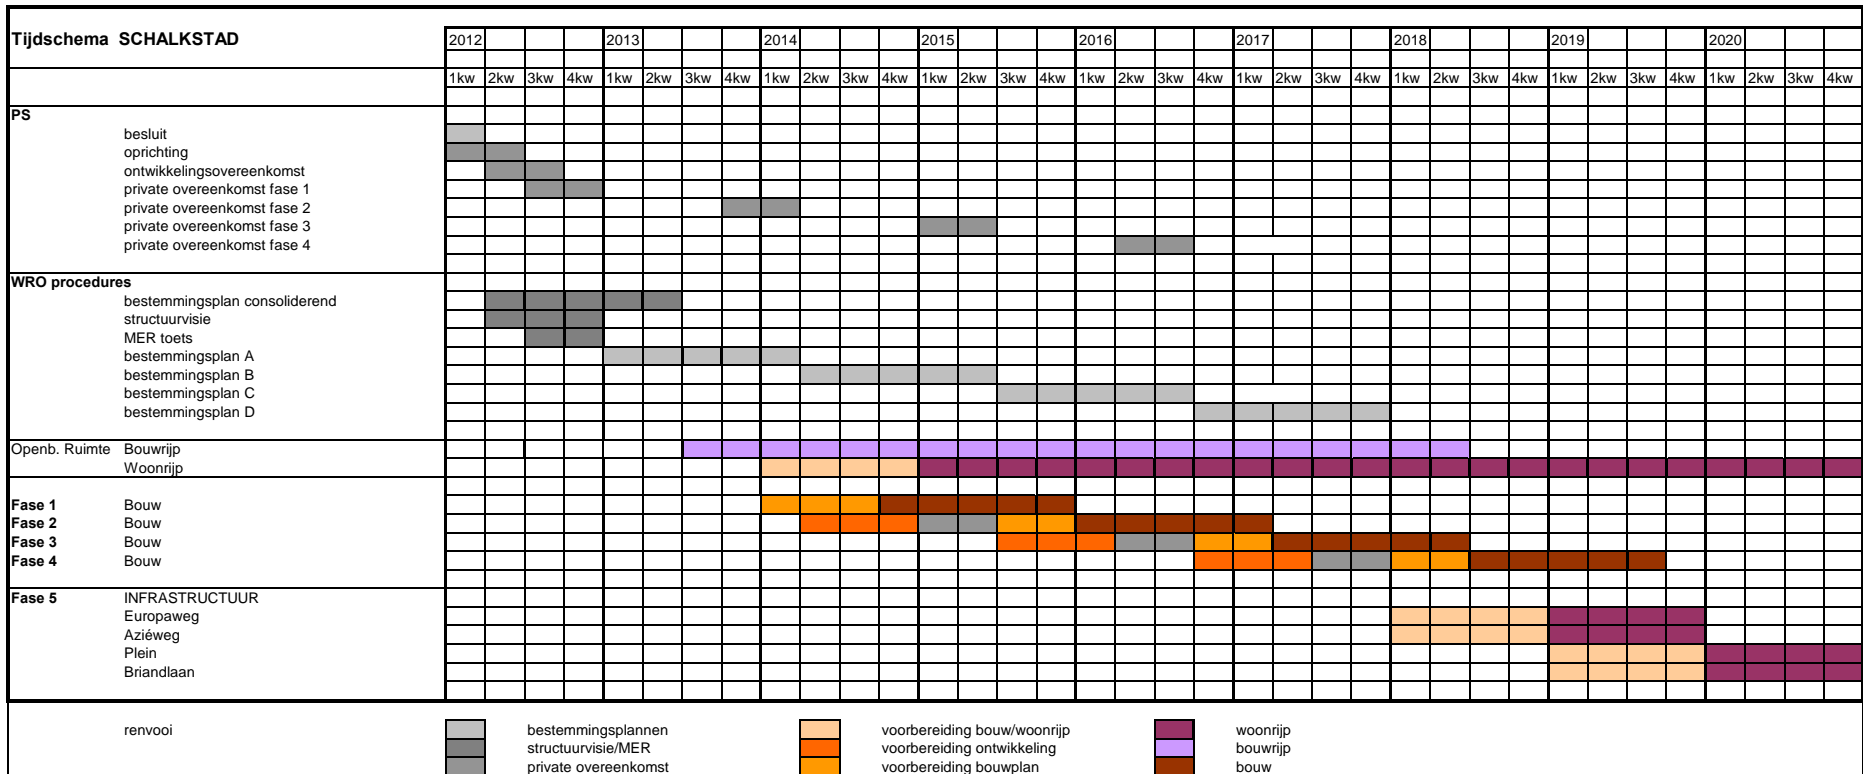 Tijdschema SCHALKSTAD 2012 2013 2014 2015 2016 2017 2018 2019 2020
1kw 2kw 3kw 4kw 1kw 2kw 3kw 4kw 1kw 2kw 3kw 4kw 1kw 2kw 3kw 4kw 1kw 2kw 3kw 4kw 1kw 2kw 3kw 4kw 1kw 2kw 3kw 4kw 1kw 2kw 3kw 4kw 1kw 2kw 3kw 4kw
PS
besluit
oprichting
ontwikkelingsovereenkomst
private overeenkomst fase 1
private overeenkomst fase 2
private overeenkomst fase 3
private overeenkomst fase 4
WRO procedures
bestemmingsplan consoliderend
structuurvisie
MER toets
bestemmingsplan A
bestemmingsplan B
bestemmingsplan C
bestemmingsplan D
Openb. Ruimte Bouwrijp
Woonrijp
Fase 1 Bouw
Fase 2 Bouw
Fase 3 Bouw
Fase 4 Bouw
Fase 5 INFRASTRUCTUUR
Europaweg
Aziéweg
Plein
Briandlaan
renvooi bestemmingsplannen voorbereiding bouw/woonrijp woonrijp
structuurvisie/MER voorbereiding ontwikkeling bouwrijp
private overeenkomst voorbereiding bouwplan bouw